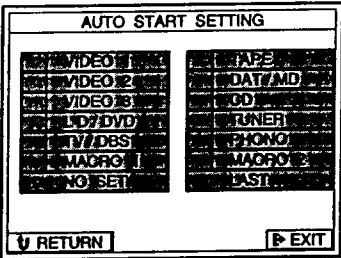 AUTO START SETTING
VIDEO 1
VIDEO 2
VIDEO 3
LD / DVD
TV / DBS
MACRO 1
NO SET
TAPE
DAT / MD
CD
TUNER
PHONO
MACRO 2
LAST
RETURN
EXIT